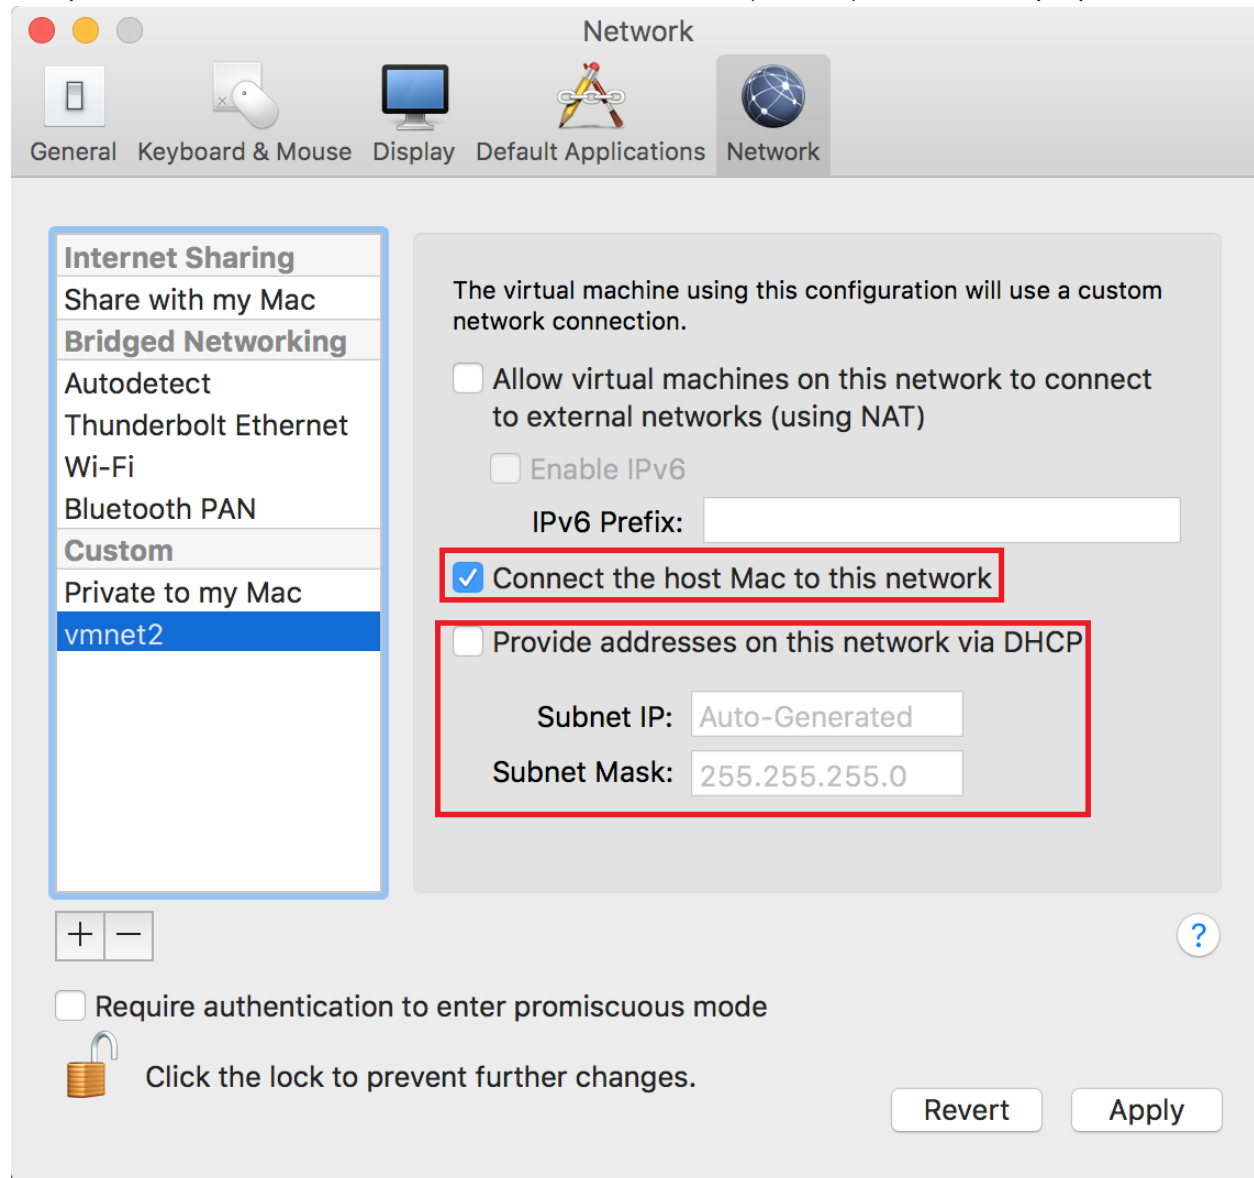 Network
General Keyboard & Mouse Display Default Applications Network
Internet Sharing
Share with my Mac
Bridged Networking
Autodetect
Thunderbolt Ethernet
Wi-Fi
Bluetooth PAN
Custom
Private to my Mac
vmnet2
The virtual machine using this configuration will use a custom
network connection.
Allow virtual machines on this network to connect
to external networks (using NAT)
Enable IPv6
IPv6 Prefix:
Connect the host Mac to this network
Provide addresses on this network via DHCP
Subnet IP: Auto-Generated
Subnet Mask: 255.255.255.0
+ −
?
Require authentication to enter promiscuous mode
Click the lock to prevent further changes.
Revert Apply